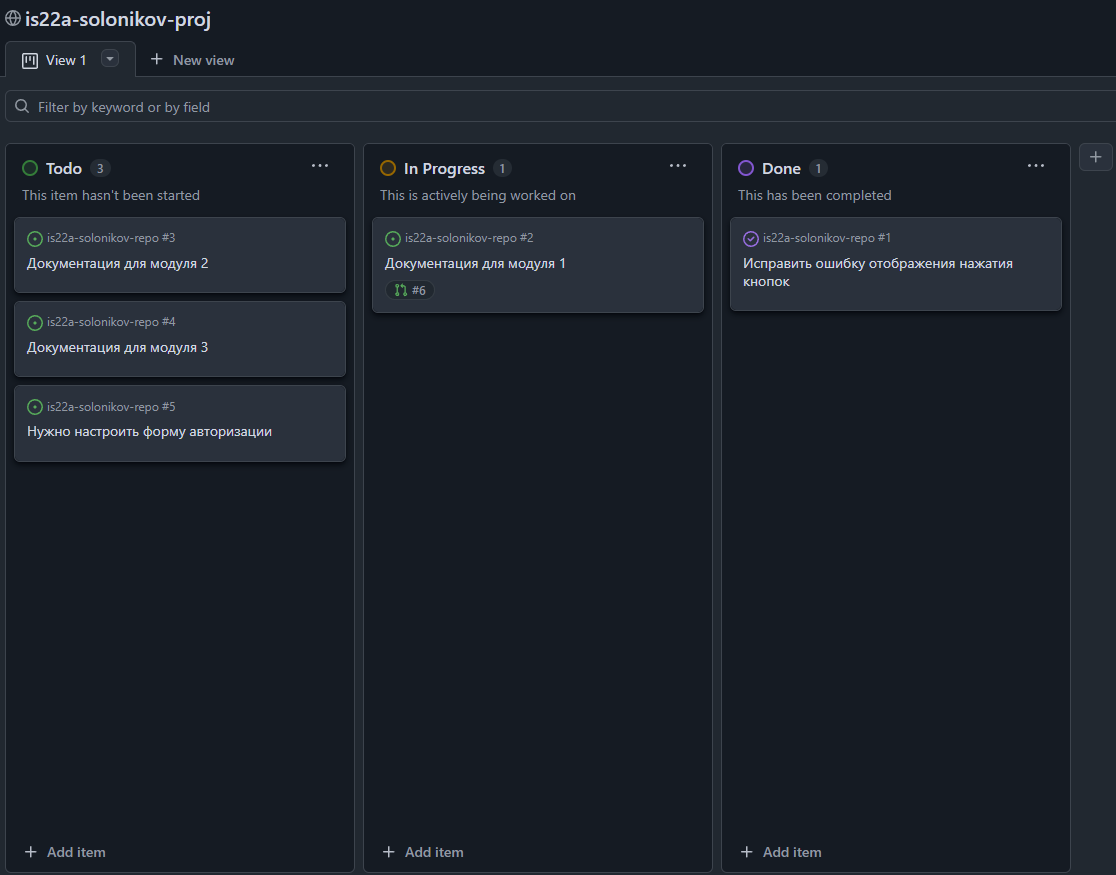 is22a-solonikov-proj
View 1
New view
Filter by keyword or by field
Todo 3
This item hasn't been started
is22a-solonikov-repo #3
Документация для модуля 2
is22a-solonikov-repo #4
Документация для модуля 3
is22a-solonikov-repo #5
Нужно настроить форму авторизации
Add item
In Progress 1
This is actively being worked on
is22a-solonikov-repo #2
Документация для модуля 1
#6
Add item
Done 1
This has been completed
is22a-solonikov-repo #1
Исправить ошибку отображения нажатия
кнопок
Add item